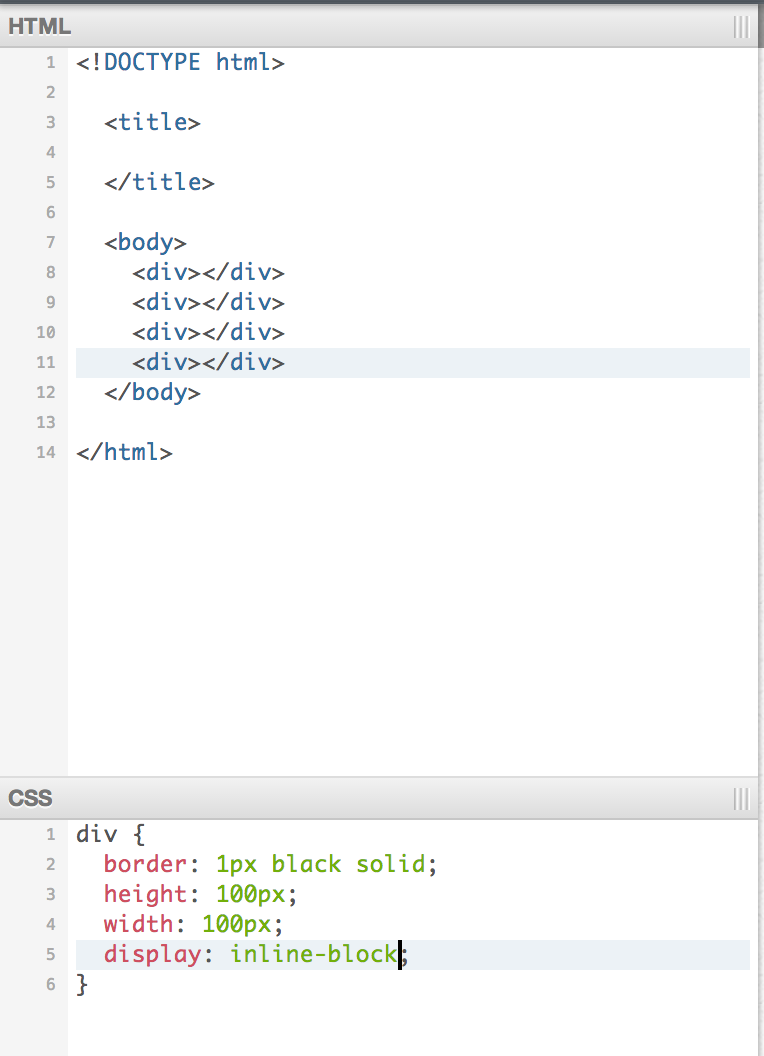 HTML
1 <!DOCTYPE html>
2
3 <title>
4
5 </title>
6
7 <body>
8 <div></div>
9 <div></div>
10 <div></div>
11 <div></div>
12 </body>
13
14 </html>
CSS
1 div {
2 border: 1px black solid;
3 height: 100px;
4 width: 100px;
5 display: inline-block;
6 }